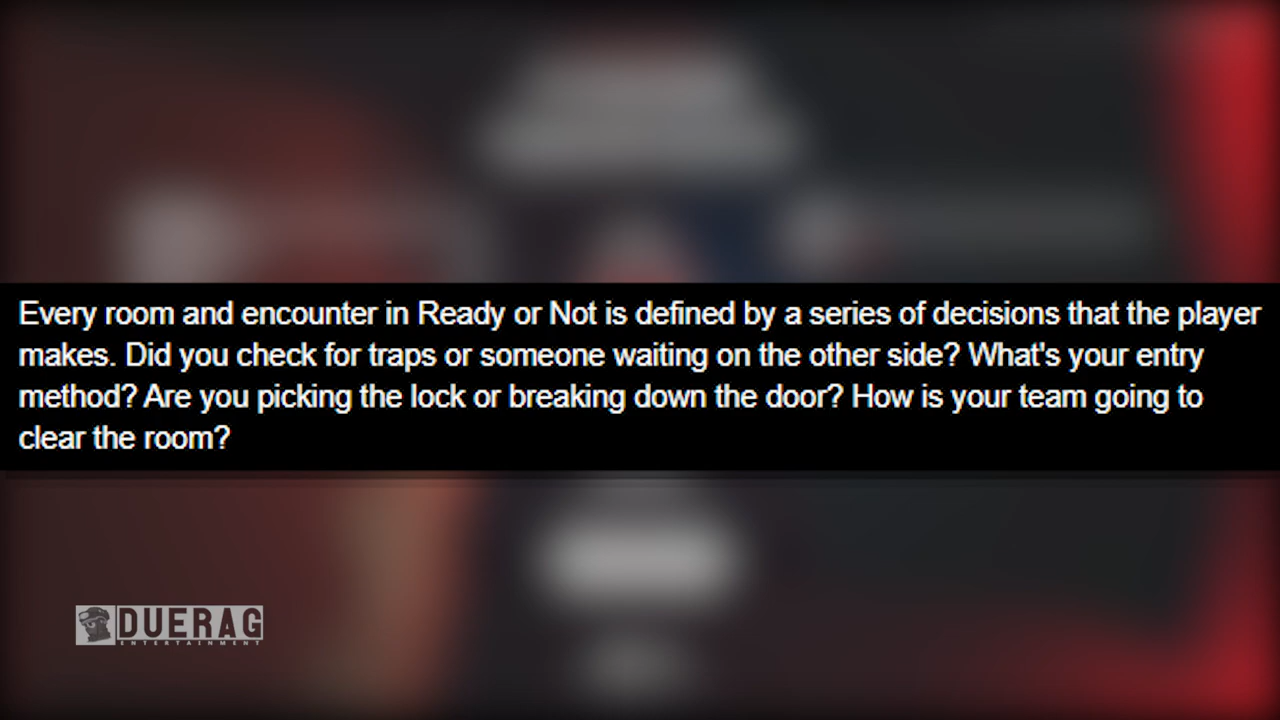 Every room and encounter in Ready or Not is defined by a series of decisions that the player
makes. Did you check for traps or someone waiting on the other side? What's your entry
method? Are you picking the lock or breaking down the door? How is your team going to
clear the room?
DUERAG
ENTERTAINMENT